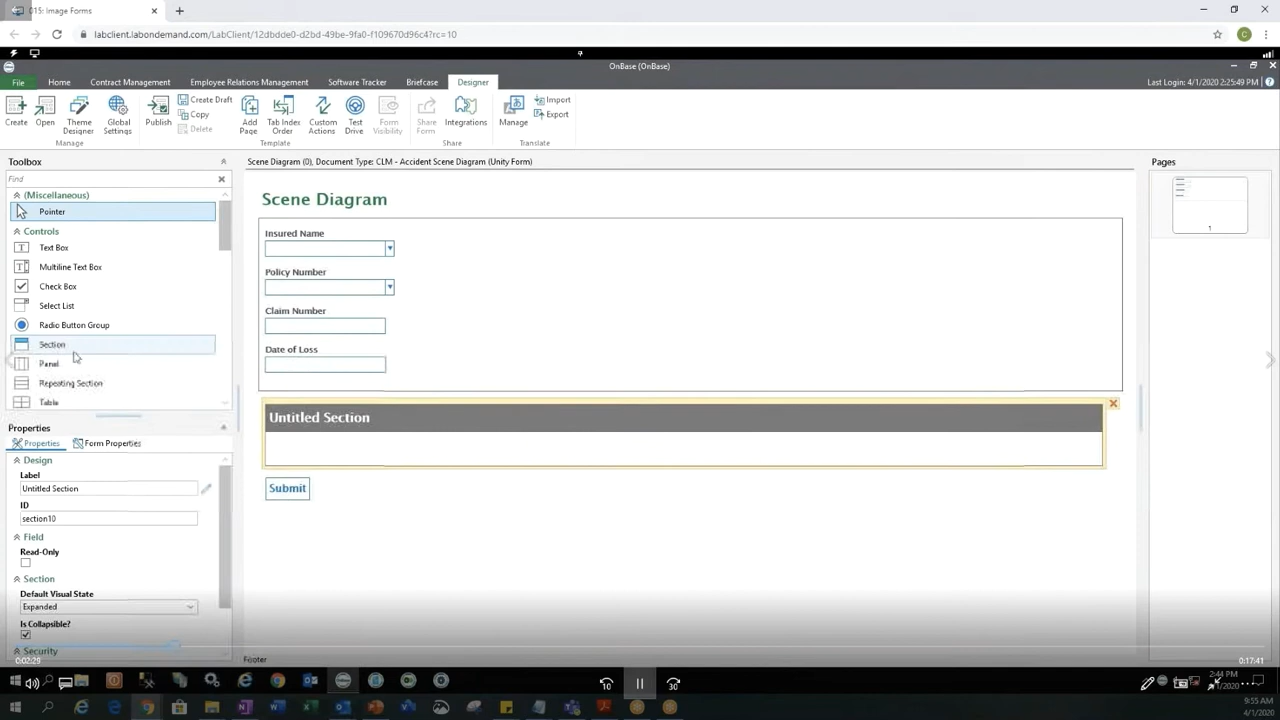 015: Image Forms
labclient.labondemand.com/LabClient/12dbdde0-d2bd-49be-9fa0-f109670d96c4?rc=10
C
OnBase (OnBase)
File Home Contract Management Employee Relations Management Software Tracker Briefcase Designer
Last Login: 4/1/2020 2:25:49 PM
Create Open Theme Designer Global Settings Publish Create Draft Copy Delete Add Page Tab Index Order Custom Actions Test Drive Form Visibility Share Form Integrations Manage Import Export
Manage Template Share Translate
Toolbox
Scene Diagram (0), Document Type: CLM - Accident Scene Diagram (Unity Form)
Pages
Find
(Miscellaneous)
Pointer
Controls
Text Box
Multiline Text Box
Check Box
Select List
Radio Button Group
Section
Panel
Repeating Section
Table
Scene Diagram
Insured Name
Policy Number
Claim Number
Date of Loss
Untitled Section
Submit
1
Properties
Properties Form Properties
Design
Label
Untitled Section
ID
section10
Field
Read-Only
Section
Default Visual State
Expanded
Is Collapsible?
Security
Footer
0:02:29
0:17:41
10
30
2:44 PM
9:55 AM
4/1/2020